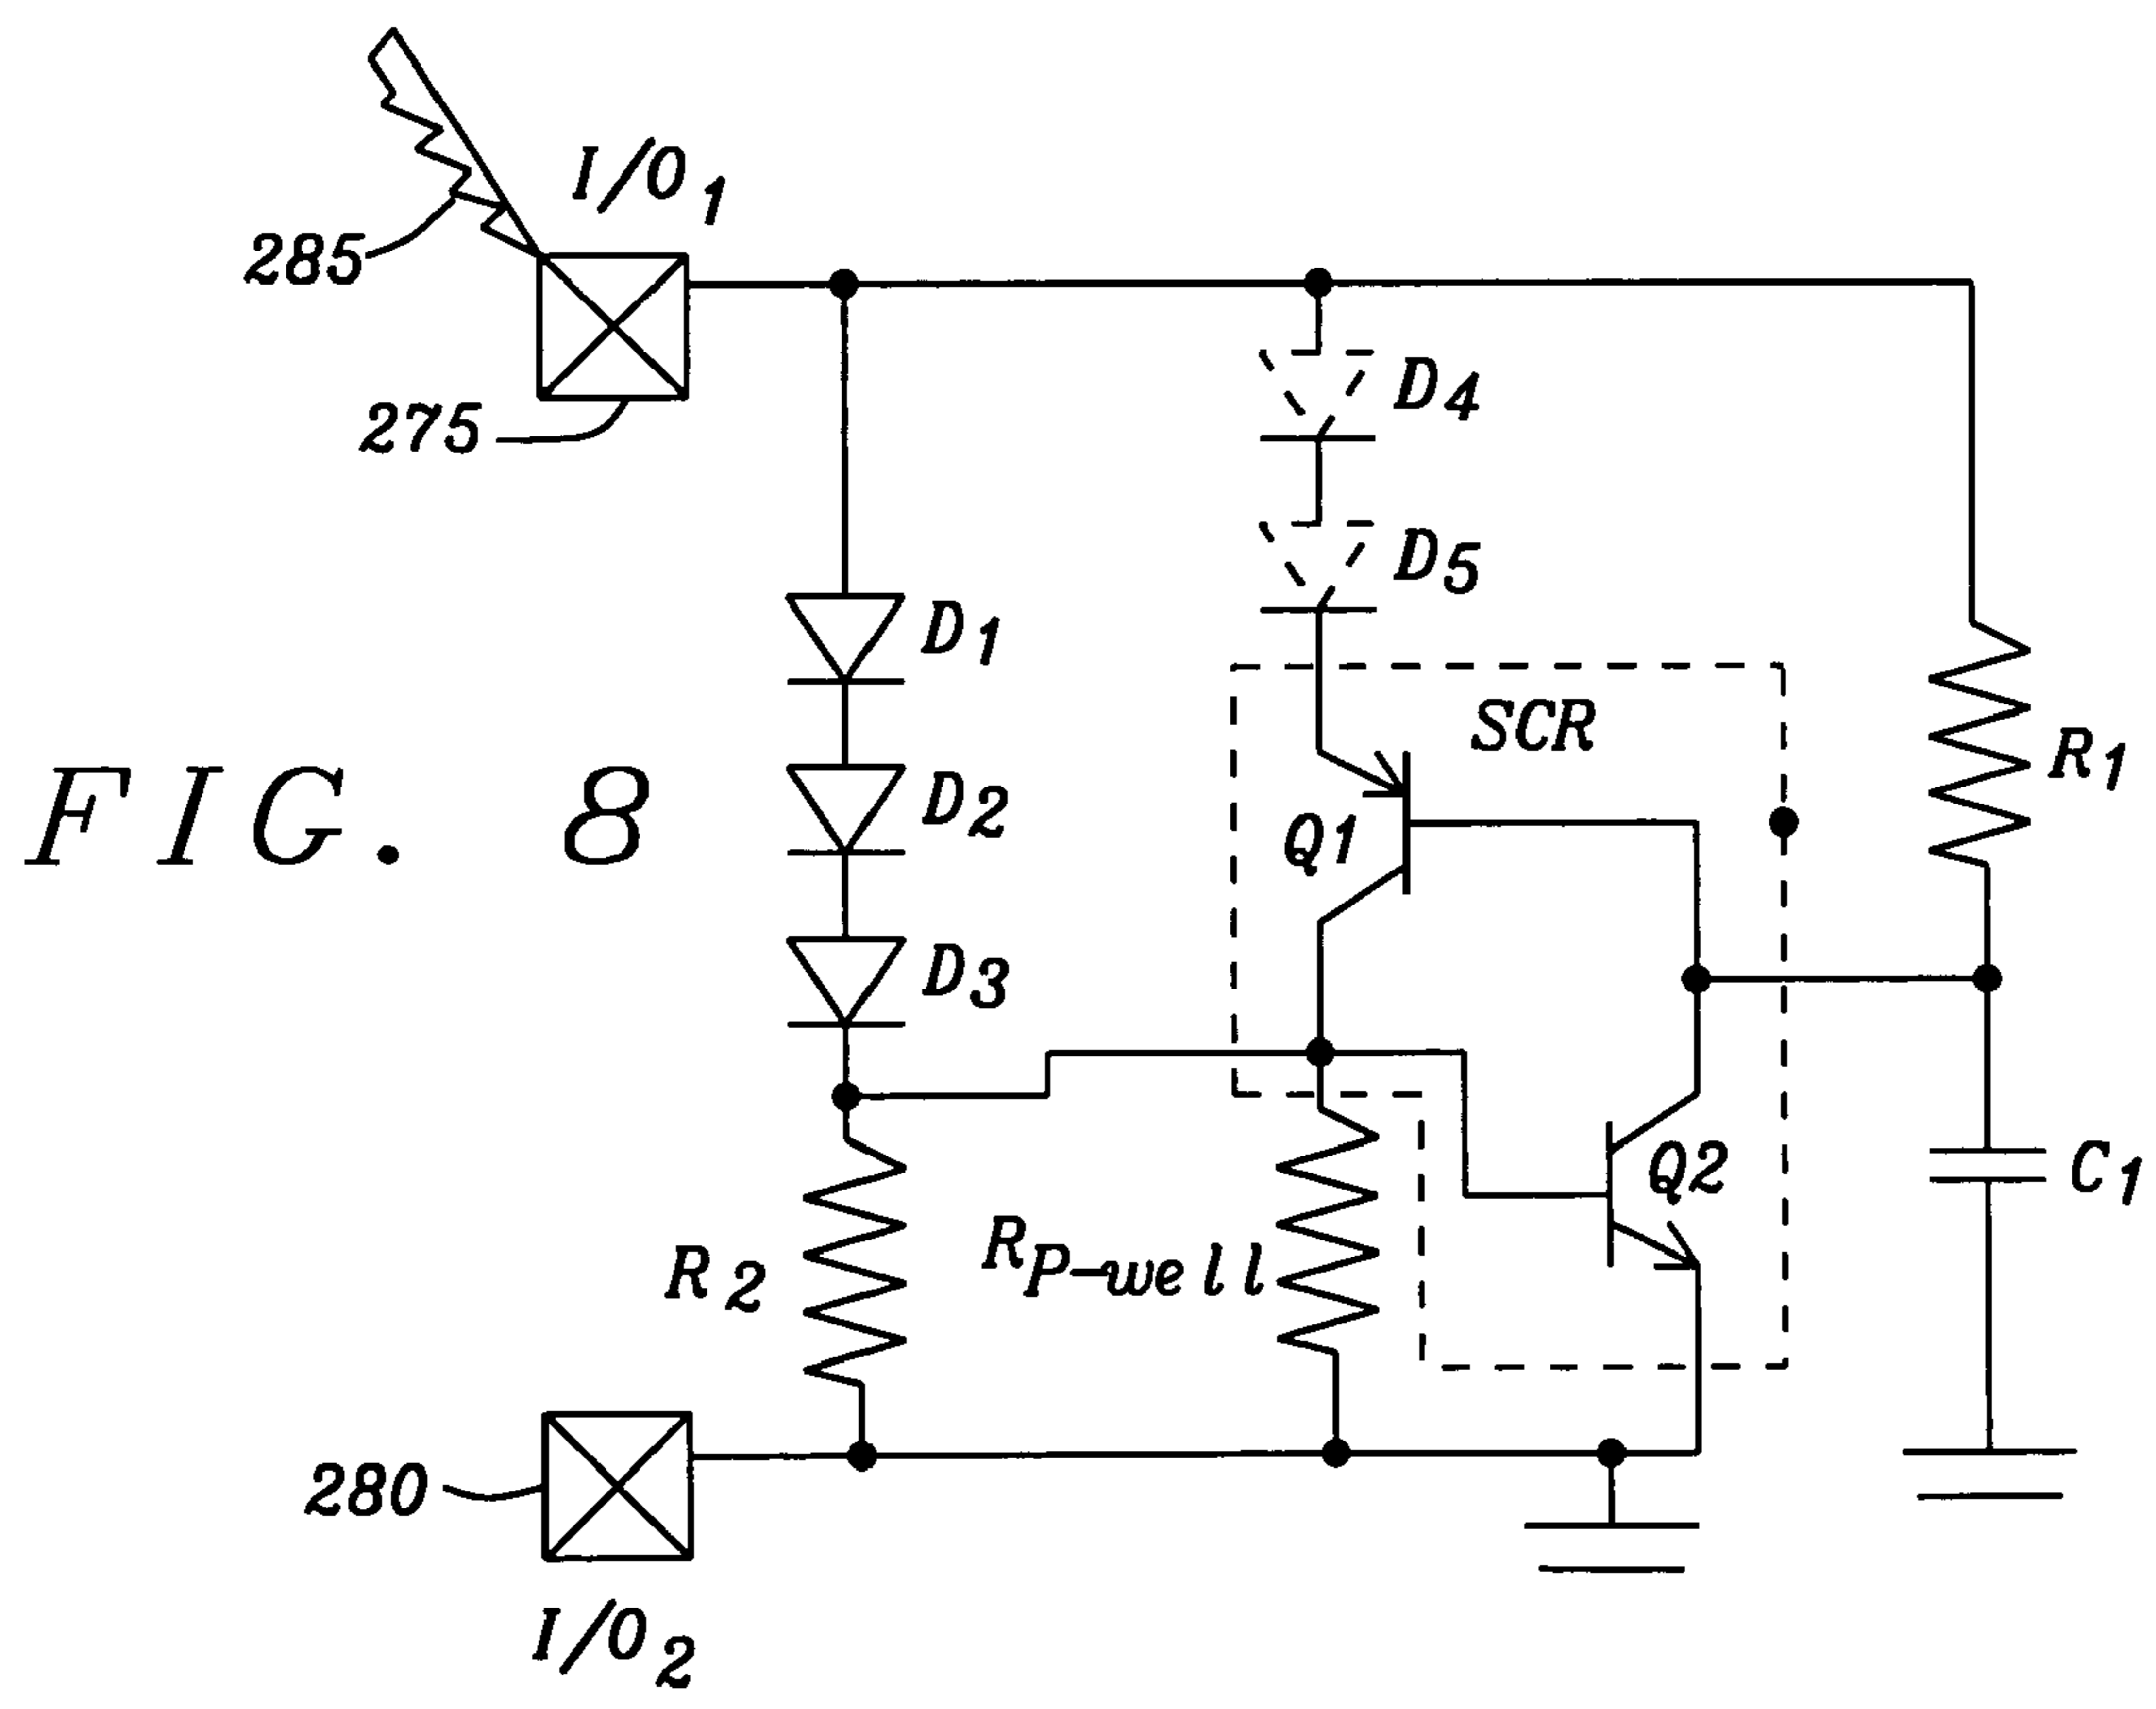 I/O1
285
275
D4
D5
D1
SCR
R1
FIG. 8
D2
Q1
D3
Q2
C1
R2
RP-well
280
I/O2